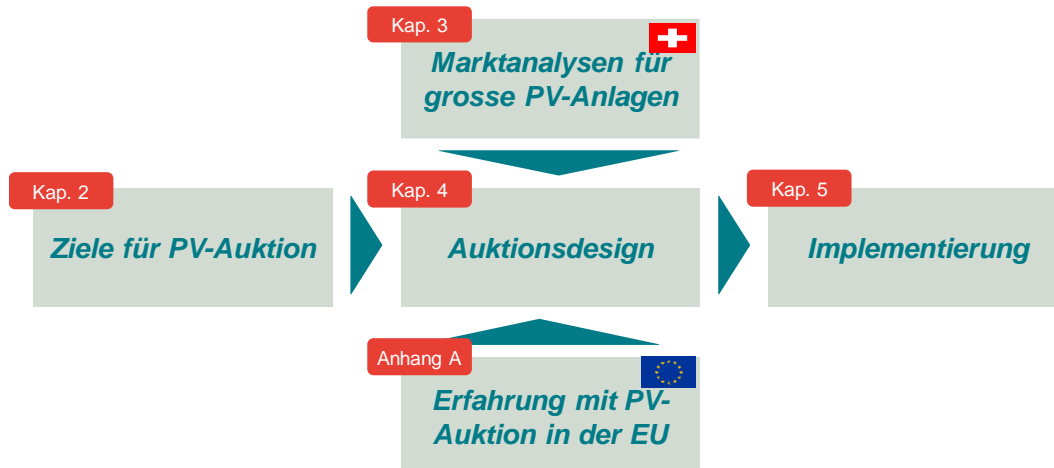 Kap. 3
Marktanalysen für
grosse PV-Anlagen
Kap. 2
Ziele für PV-Auktion
Kap. 4
Auktionsdesign
Kap. 5
Implementierung
Anhang A
Erfahrung mit PV-
Auktion in der EU